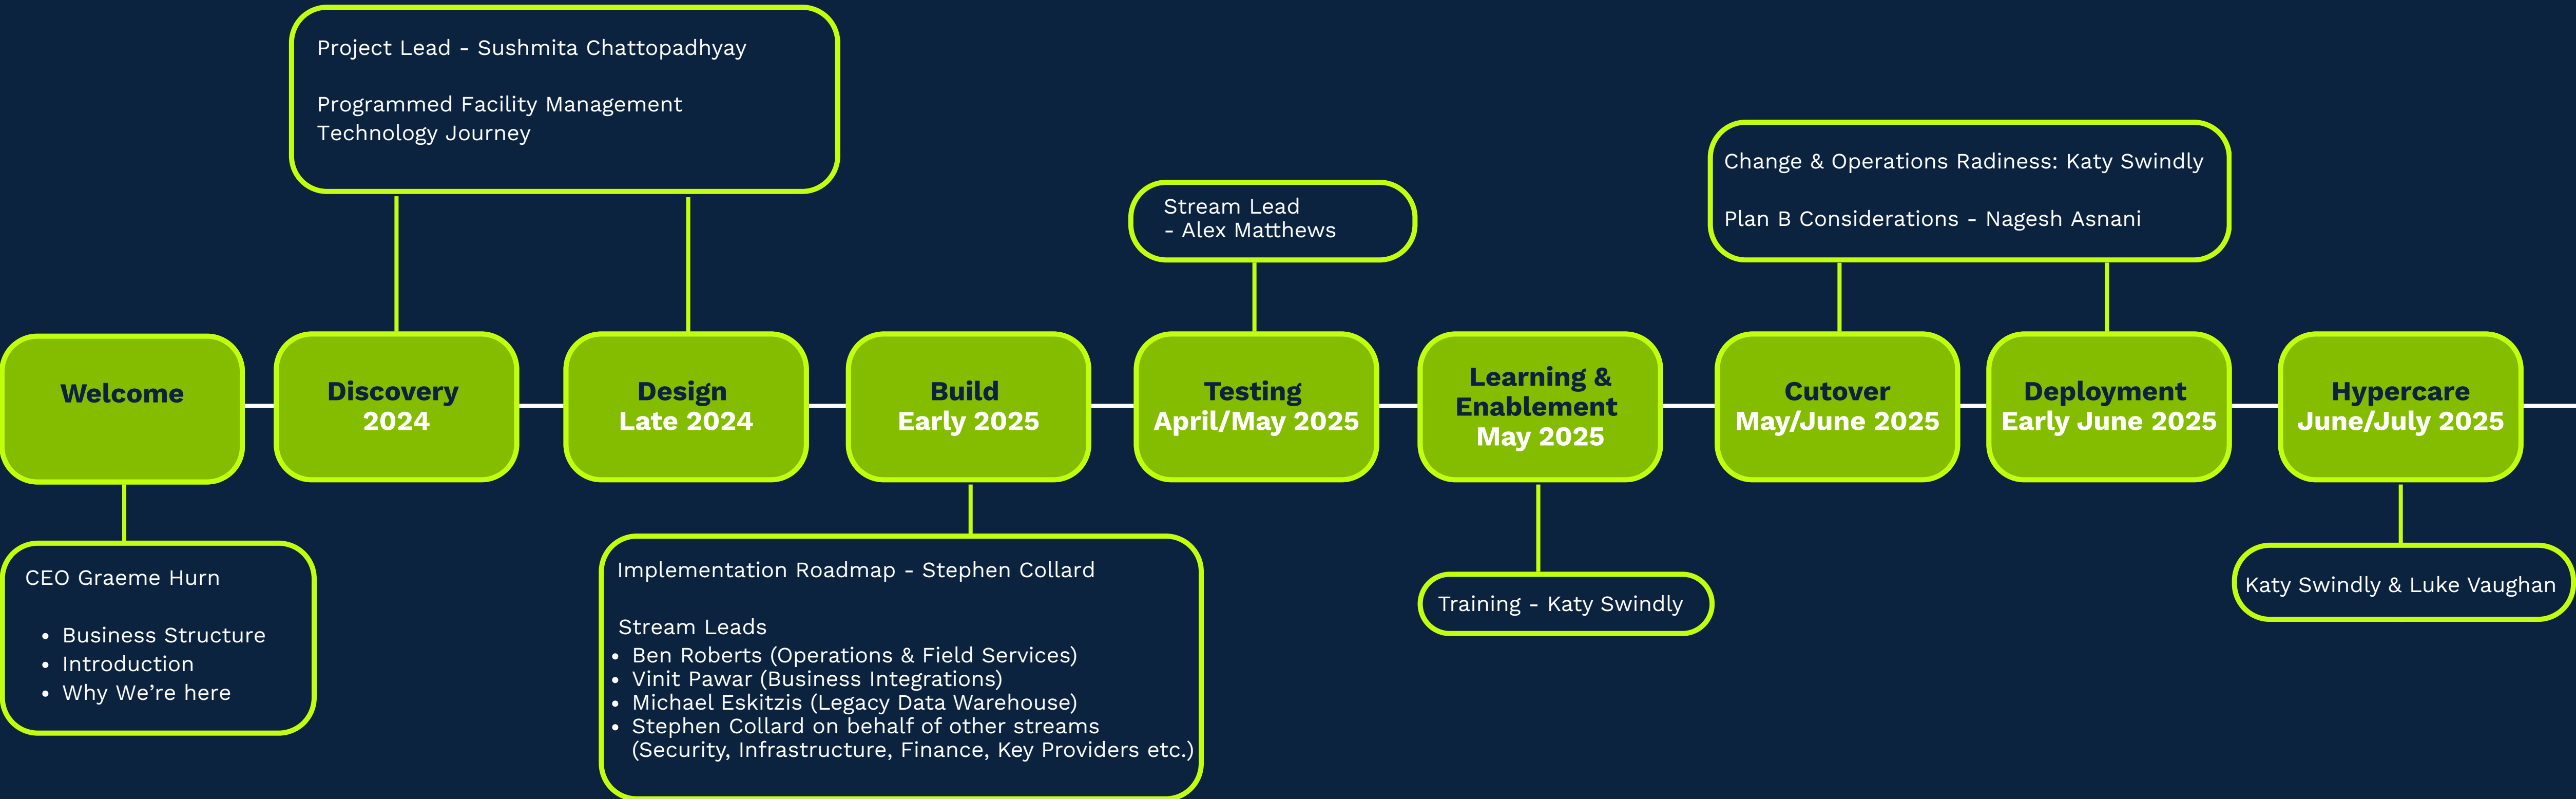 Project Lead - Sushmita Chattopadhyay
Programmed Facility Management
Technology Journey
Stream Lead
- Alex Matthews
Change & Operations Radiness: Katy Swindly
Plan B Considerations - Nagesh Asnani
Welcome
Discovery
2024
Design
Late 2024
Build
Early 2025
Testing
April/May 2025
Learning &
Enablement
May 2025
Cutover
May/June 2025
Deployment
Early June 2025
Hypercare
June/July 2025
CEO Graeme Hurn
• Business Structure
• Introduction
• Why We’re here
Implementation Roadmap - Stephen Collard
Stream Leads
• Ben Roberts (Operations & Field Services)
• Vinit Pawar (Business Integrations)
• Michael Eskitzis (Legacy Data Warehouse)
• Stephen Collard on behalf of other streams
(Security, Infrastructure, Finance, Key Providers etc.)
Training - Katy Swindly
Katy Swindly & Luke Vaughan